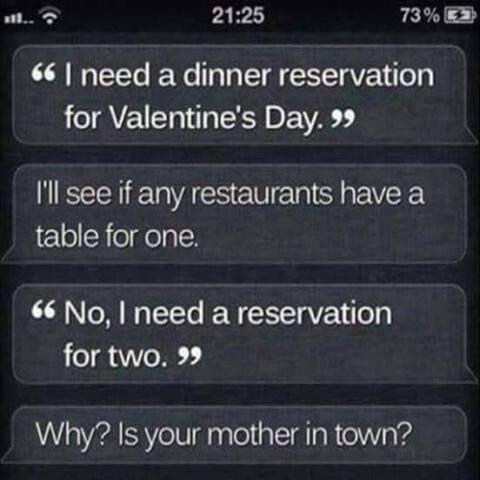 21:25 73%
“ I need a dinner reservation
for Valentine's Day. ”
I'll see if any restaurants have a
table for one.
“ No, I need a reservation
for two. ”
Why? Is your mother in town?